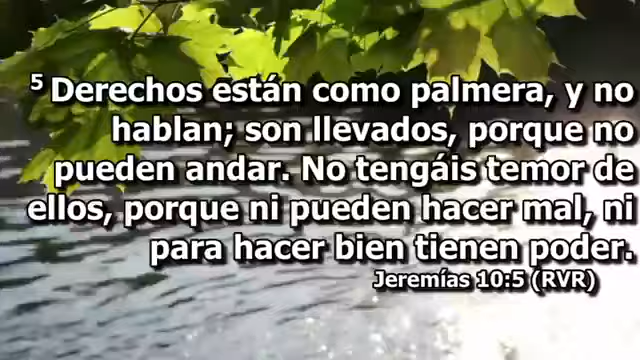 5 Derechos están como palmera, y no
hablan; son llevados, porque no
pueden andar. No tengáis temor de
ellos, porque ni pueden hacer mal, ni
para hacer bien tienen poder.
Jeremías 10:5 (RVR)